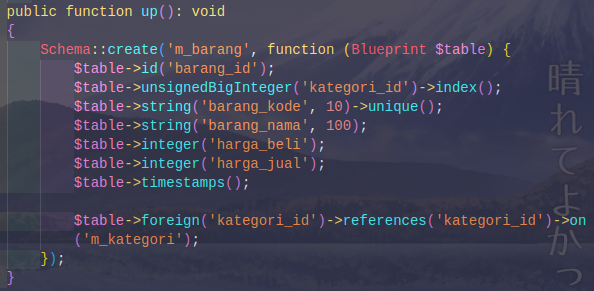 public function up(): void
{
    Schema::create('m_barang', function (Blueprint $table) {
        $table->id('barang_id');
        $table->unsignedBigInteger('kategori_id')->index();
        $table->string('barang_kode', 10)->unique();
        $table->string('barang_nama', 100);
        $table->integer('harga_beli');
        $table->integer('harga_jual');
        $table->timestamps();
        $table->foreign('kategori_id')->references('kategori_id')->on
        ('m_kategori');
    });
}
晴れてよかっ